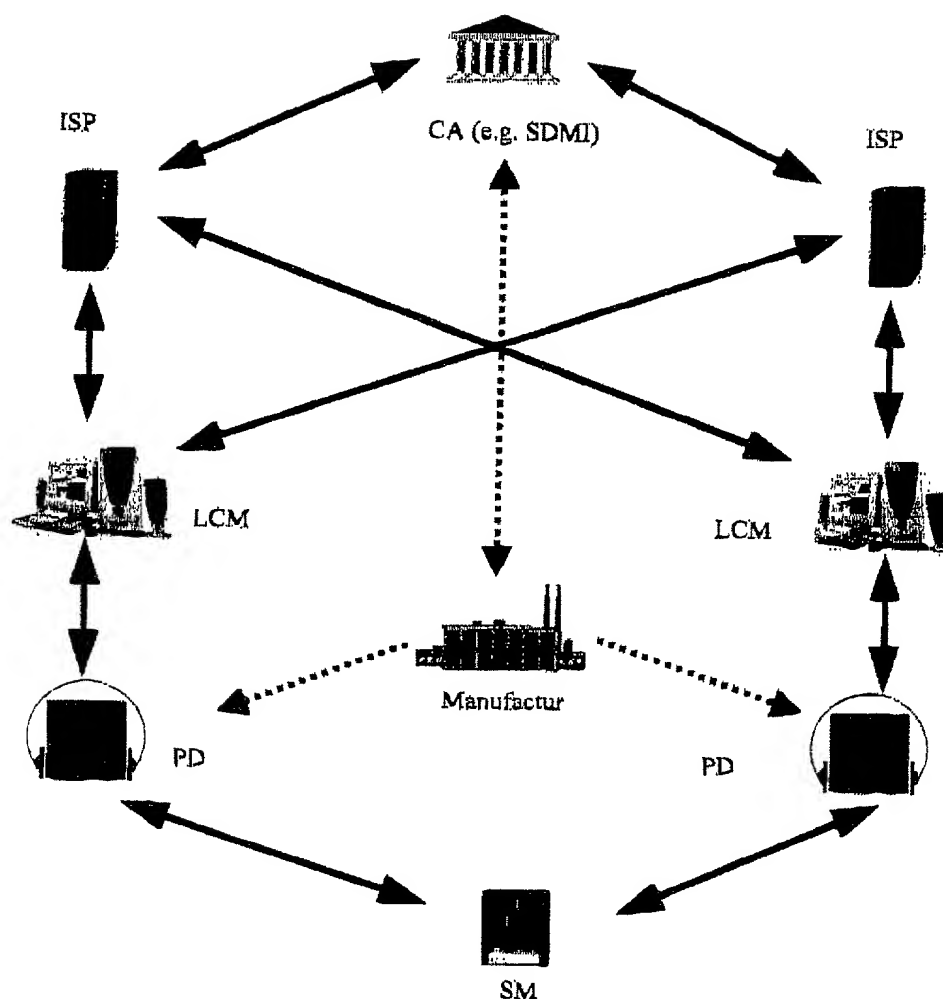 ISP
CA (e.g. SDMI)
ISP
LCM
LCM
Manufactur
PD
PD
SM